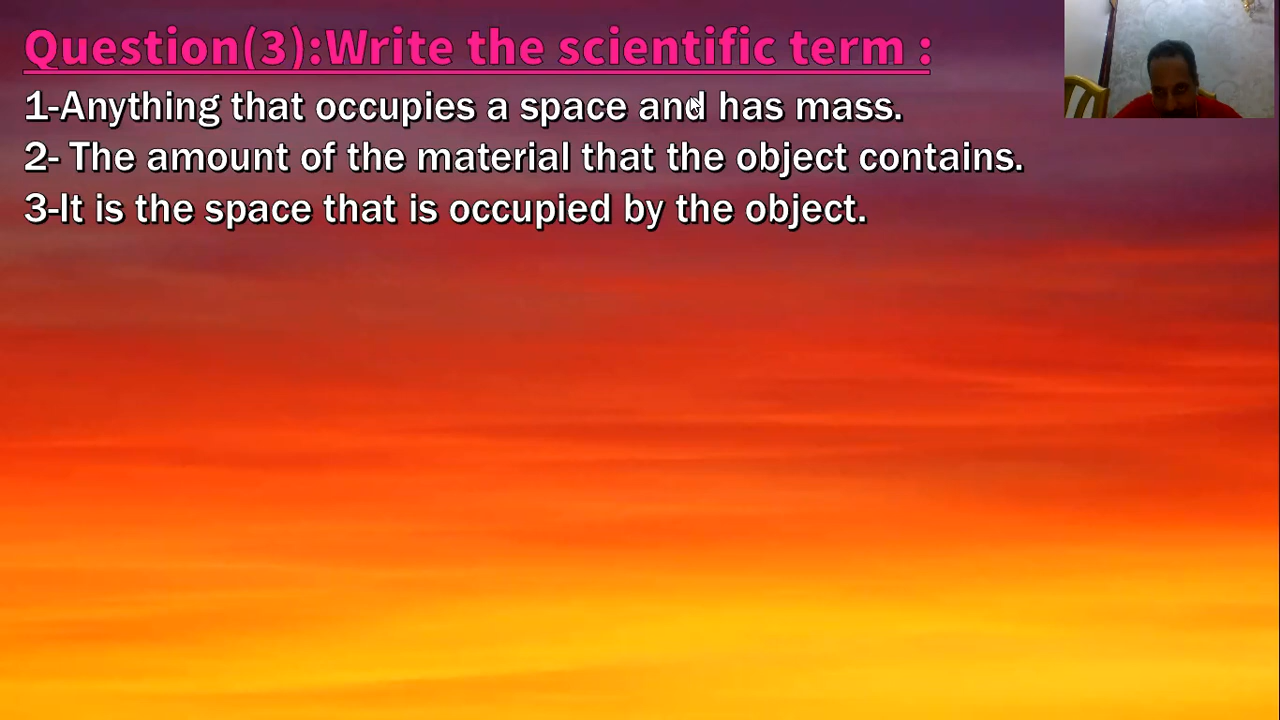 Question(3):Write the scientific term :
1-Anything that occupies a space and has mass.
2- The amount of the material that the object contains.
3-It is the space that is occupied by the object.